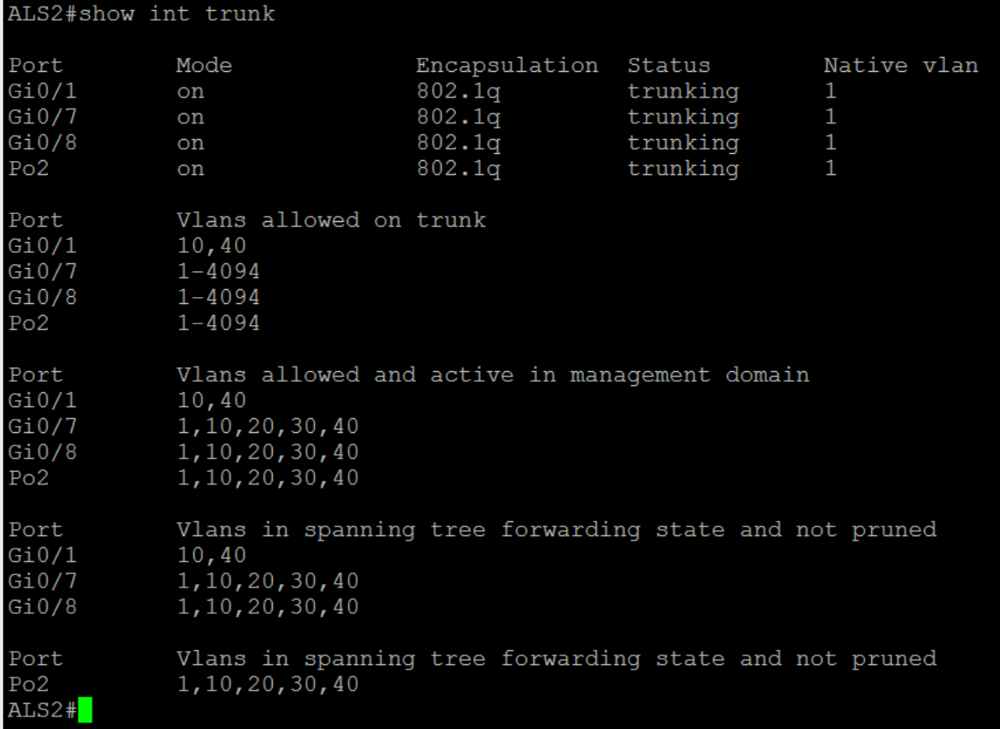 ALS2#show int trunk
Port Mode Encapsulation Status Native vlan
Gi0/1 on 802.1q trunking 1
Gi0/7 on 802.1q trunking 1
Gi0/8 on 802.1q trunking 1
Po2 on 802.1q trunking 1
Port Vlans allowed on trunk
Gi0/1 10,40
Gi0/7 1-4094
Gi0/8 1-4094
Po2 1-4094
Port Vlans allowed and active in management domain
Gi0/1 10,40
Gi0/7 1,10,20,30,40
Gi0/8 1,10,20,30,40
Po2 1,10,20,30,40
Port Vlans in spanning tree forwarding state and not pruned
Gi0/1 10,40
Gi0/7 1,10,20,30,40
Gi0/8 1,10,20,30,40
Port Vlans in spanning tree forwarding state and not pruned
Po2 1,10,20,30,40
ALS2#